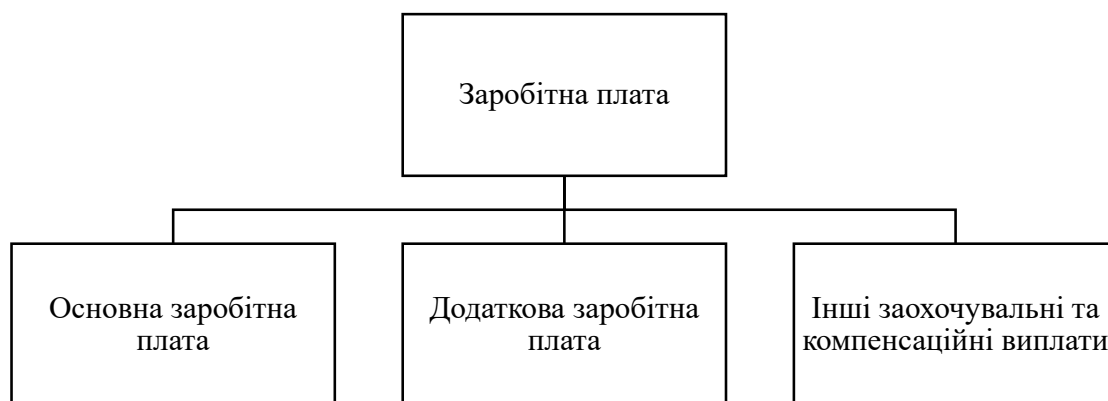 Заробітна плата
Основна заробітна
плата
Додаткова заробітна
плата
Інші заохочувальні та
компенсаційні виплати